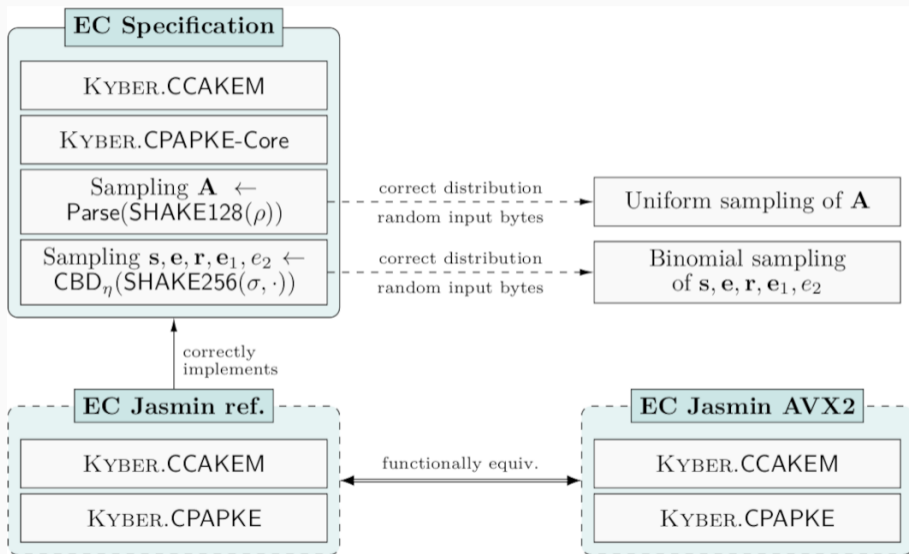 EC Specification
KYBER.CCAKEM
KYBER.CPAPKE-Core
Sampling A ←
Parse(SHAKE128(ρ))
correct distribution
random input bytes
Uniform sampling of A
Sampling s, e, r, e₁, e₂ ←
CBD_η(SHAKE256(σ, ·))
correct distribution
random input bytes
Binomial sampling
of s, e, r, e₁, e₂
correctly
implements
EC Jasmin ref.
KYBER.CCAKEM
KYBER.CPAPKE
functionally equiv.
EC Jasmin AVX2
KYBER.CCAKEM
KYBER.CPAPKE